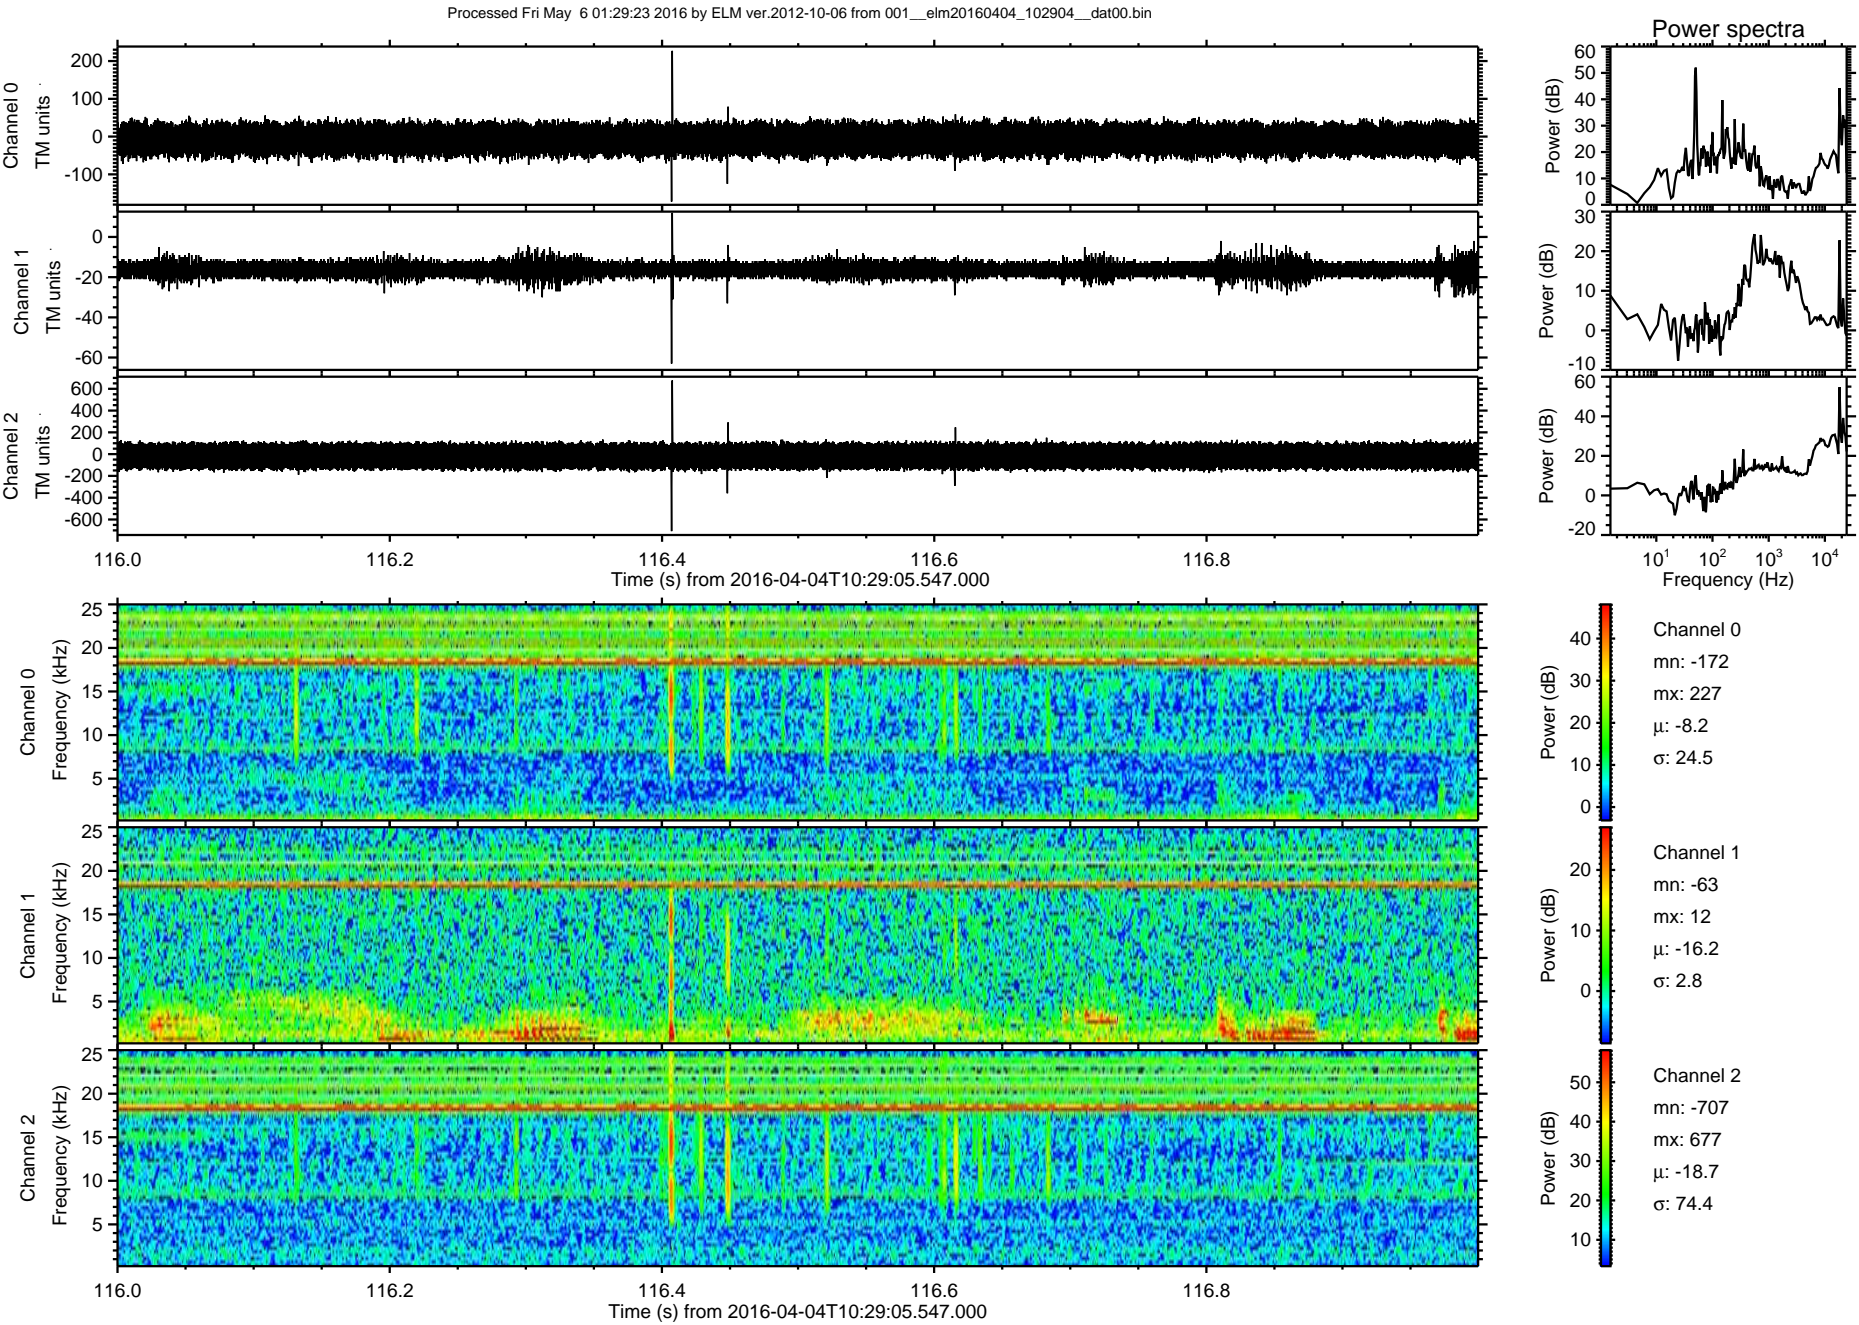 Processed Fri May  6 01:29:23 2016 by ELM ver.2012-10-06 from 001__elm20160404_102904__dat00.bin
Power spectra
Channel 0
TM units
200
100
0
-100
Power (dB)
60
50
40
30
20
10
0
Channel 1
TM units
0
-20
-40
-60
Power (dB)
30
20
10
0
-10
Channel 2
TM units
600
400
200
0
-200
-400
-600
Power (dB)
60
40
20
0
-20
116.0 116.2 116.4 116.6 116.8
Time (s) from 2016-04-04T10:29:05.547.000
10^1 10^2 10^3 10^4
Frequency (Hz)
Channel 0
Frequency (kHz)
25
20
15
10
5
Power (dB)
40
30
20
10
0
Channel 0
mn: -172
mx: 227
μ: -8.2
σ: 24.5
Channel 1
Frequency (kHz)
25
20
15
10
5
Power (dB)
20
10
0
Channel 1
mn: -63
mx: 12
μ: -16.2
σ: 2.8
Channel 2
Frequency (kHz)
25
20
15
10
5
Power (dB)
50
40
30
20
10
Channel 2
mn: -707
mx: 677
μ: -18.7
σ: 74.4
116.0 116.2 116.4 116.6 116.8
Time (s) from 2016-04-04T10:29:05.547.000